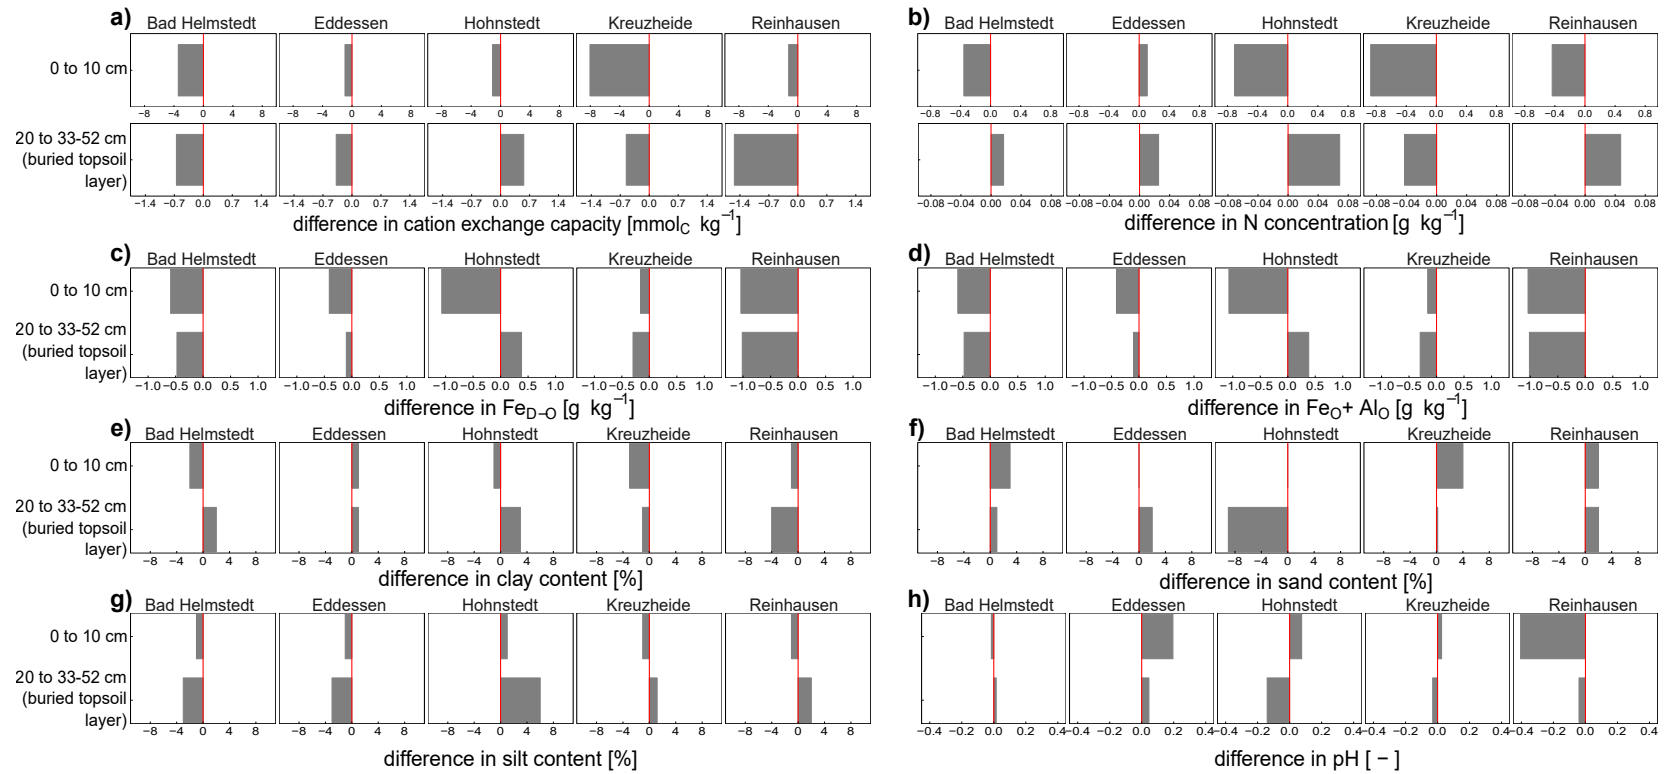 a) Bad Helmstedt Eddessen Hohnstedt Kreuzheide Reinhausen
0 to 10 cm
−8 −4 0 4 8 −8 −4 0 4 8 −8 −4 0 4 8 −8 −4 0 4 8 −8 −4 0 4 8
20 to 33-52 cm
(buried topsoil
layer)
−1.4 −0.7 0.0 0.7 1.4 −1.4 −0.7 0.0 0.7 1.4 −1.4 −0.7 0.0 0.7 1.4 −1.4 −0.7 0.0 0.7 1.4 −1.4 −0.7 0.0 0.7 1.4
difference in cation exchange capacity [mmolC kg−1]
b) Bad Helmstedt Eddessen Hohnstedt Kreuzheide Reinhausen
−0.8 −0.4 0.0 0.4 0.8 −0.8 −0.4 0.0 0.4 0.8 −0.8 −0.4 0.0 0.4 0.8 −0.8 −0.4 0.0 0.4 0.8 −0.8 −0.4 0.0 0.4 0.8
−0.08 −0.04 0.00 0.04 0.08 −0.08 −0.04 0.00 0.04 0.08 −0.08 −0.04 0.00 0.04 0.08 −0.08 −0.04 0.00 0.04 0.08 −0.08 −0.04 0.00 0.04 0.08
difference in N concentration [g kg−1]
c) Bad Helmstedt Eddessen Hohnstedt Kreuzheide Reinhausen
0 to 10 cm
20 to 33-52 cm
(buried topsoil
layer)
−1.0 −0.5 0.0 0.5 1.0 −1.0 −0.5 0.0 0.5 1.0 −1.0 −0.5 0.0 0.5 1.0 −1.0 −0.5 0.0 0.5 1.0 −1.0 −0.5 0.0 0.5 1.0
difference in FeD−O [g kg−1]
d) Bad Helmstedt Eddessen Hohnstedt Kreuzheide Reinhausen
−1.0 −0.5 0.0 0.5 1.0 −1.0 −0.5 0.0 0.5 1.0 −1.0 −0.5 0.0 0.5 1.0 −1.0 −0.5 0.0 0.5 1.0 −1.0 −0.5 0.0 0.5 1.0
difference in FeO+ AlO [g kg−1]
e) Bad Helmstedt Eddessen Hohnstedt Kreuzheide Reinhausen
0 to 10 cm
20 to 33-52 cm
(buried topsoil
layer)
−8 −4 0 4 8 −8 −4 0 4 8 −8 −4 0 4 8 −8 −4 0 4 8 −8 −4 0 4 8
difference in clay content [%]
f) Bad Helmstedt Eddessen Hohnstedt Kreuzheide Reinhausen
−8 −4 0 4 8 −8 −4 0 4 8 −8 −4 0 4 8 −8 −4 0 4 8 −8 −4 0 4 8
difference in sand content [%]
g) Bad Helmstedt Eddessen Hohnstedt Kreuzheide Reinhausen
0 to 10 cm
20 to 33-52 cm
(buried topsoil
layer)
−8 −4 0 4 8 −8 −4 0 4 8 −8 −4 0 4 8 −8 −4 0 4 8 −8 −4 0 4 8
difference in silt content [%]
h) Bad Helmstedt Eddessen Hohnstedt Kreuzheide Reinhausen
−0.4 −0.2 0.0 0.2 0.4 −0.4 −0.2 0.0 0.2 0.4 −0.4 −0.2 0.0 0.2 0.4 −0.4 −0.2 0.0 0.2 0.4 −0.4 −0.2 0.0 0.2 0.4
difference in pH [ − ]